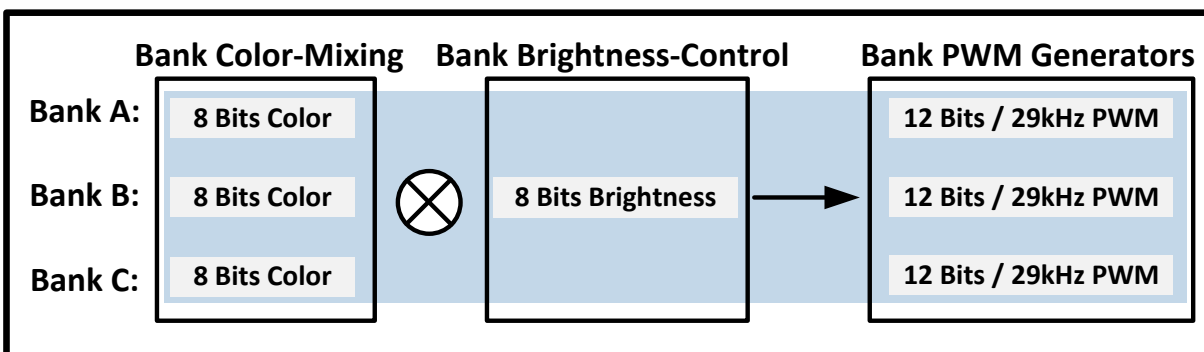 Bank Color-Mixing Bank Brightness-Control Bank PWM Generators
Bank A: 8 Bits Color 12 Bits / 29kHz PWM
Bank B: 8 Bits Color 8 Bits Brightness 12 Bits / 29kHz PWM
Bank C: 8 Bits Color 12 Bits / 29kHz PWM